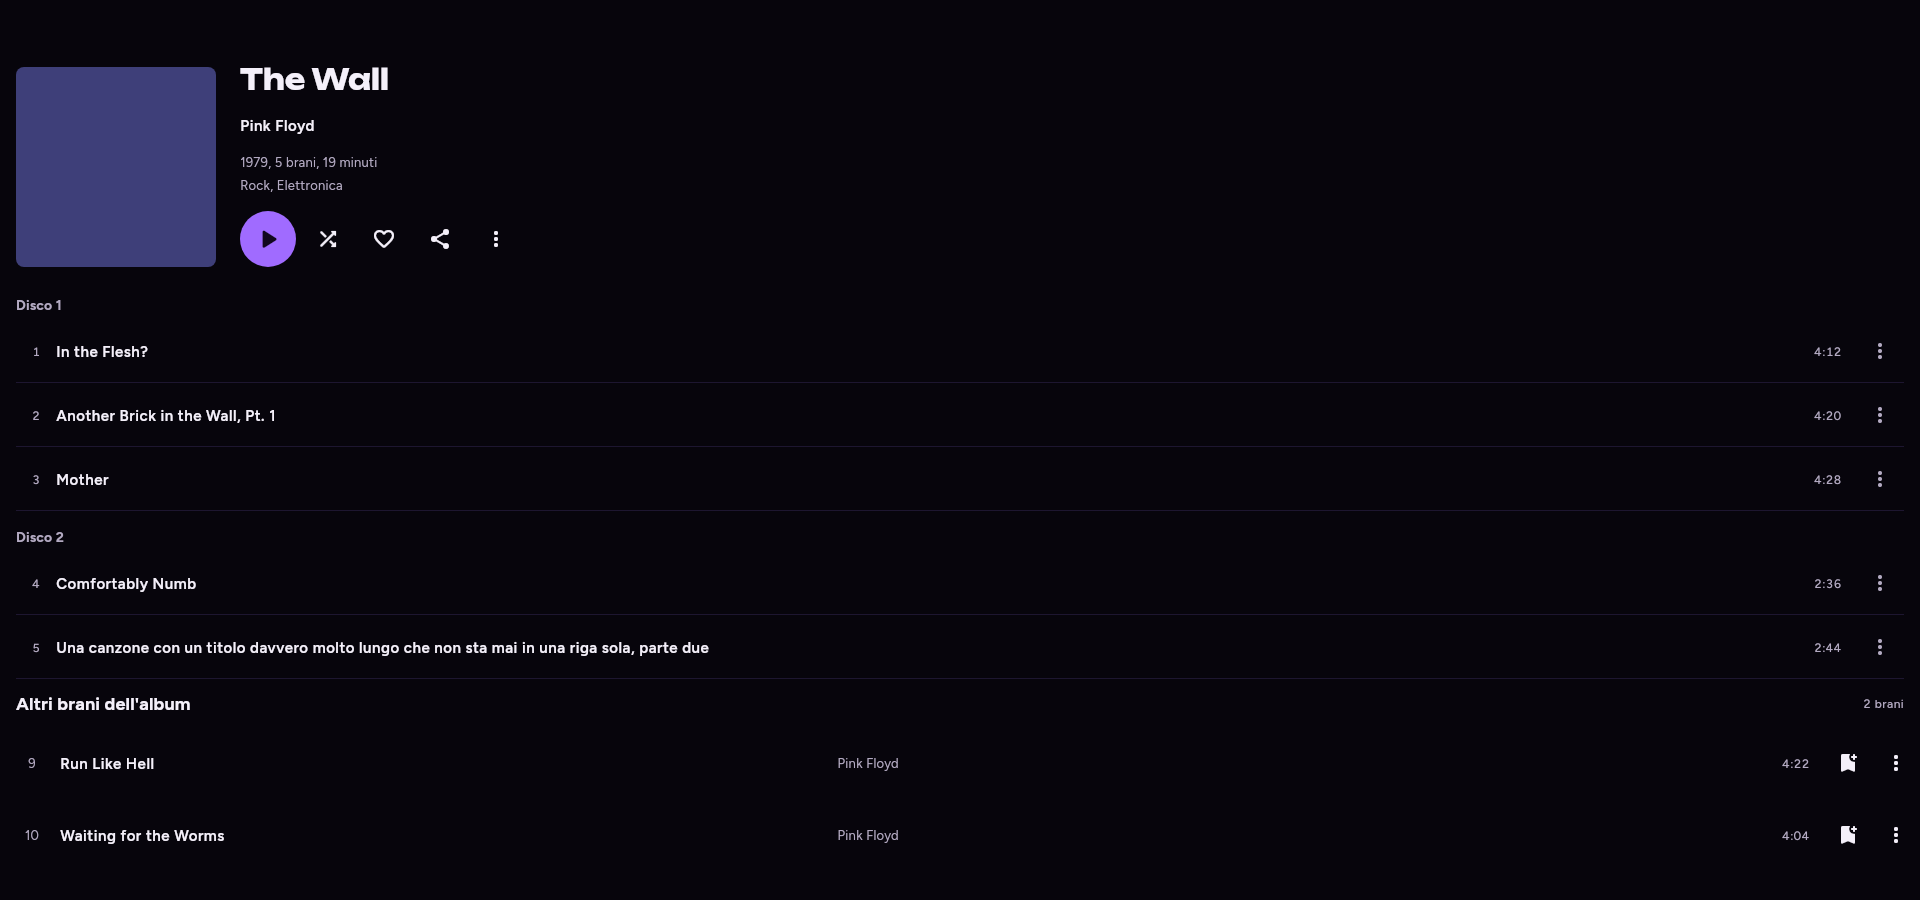 The Wall
Pink Floyd
1979, 5 brani, 19 minuti
Rock, Elettronica
Disco 1
1 In the Flesh? 4:12
2 Another Brick in the Wall, Pt. 1 4:20
3 Mother 4:28
Disco 2
4 Comfortably Numb 2:36
5 Una canzone con un titolo davvero molto lungo che non sta mai in una riga sola, parte due 2:44
Altri brani dell'album 2 brani
9 Run Like Hell Pink Floyd 4:22
10 Waiting for the Worms Pink Floyd 4:04